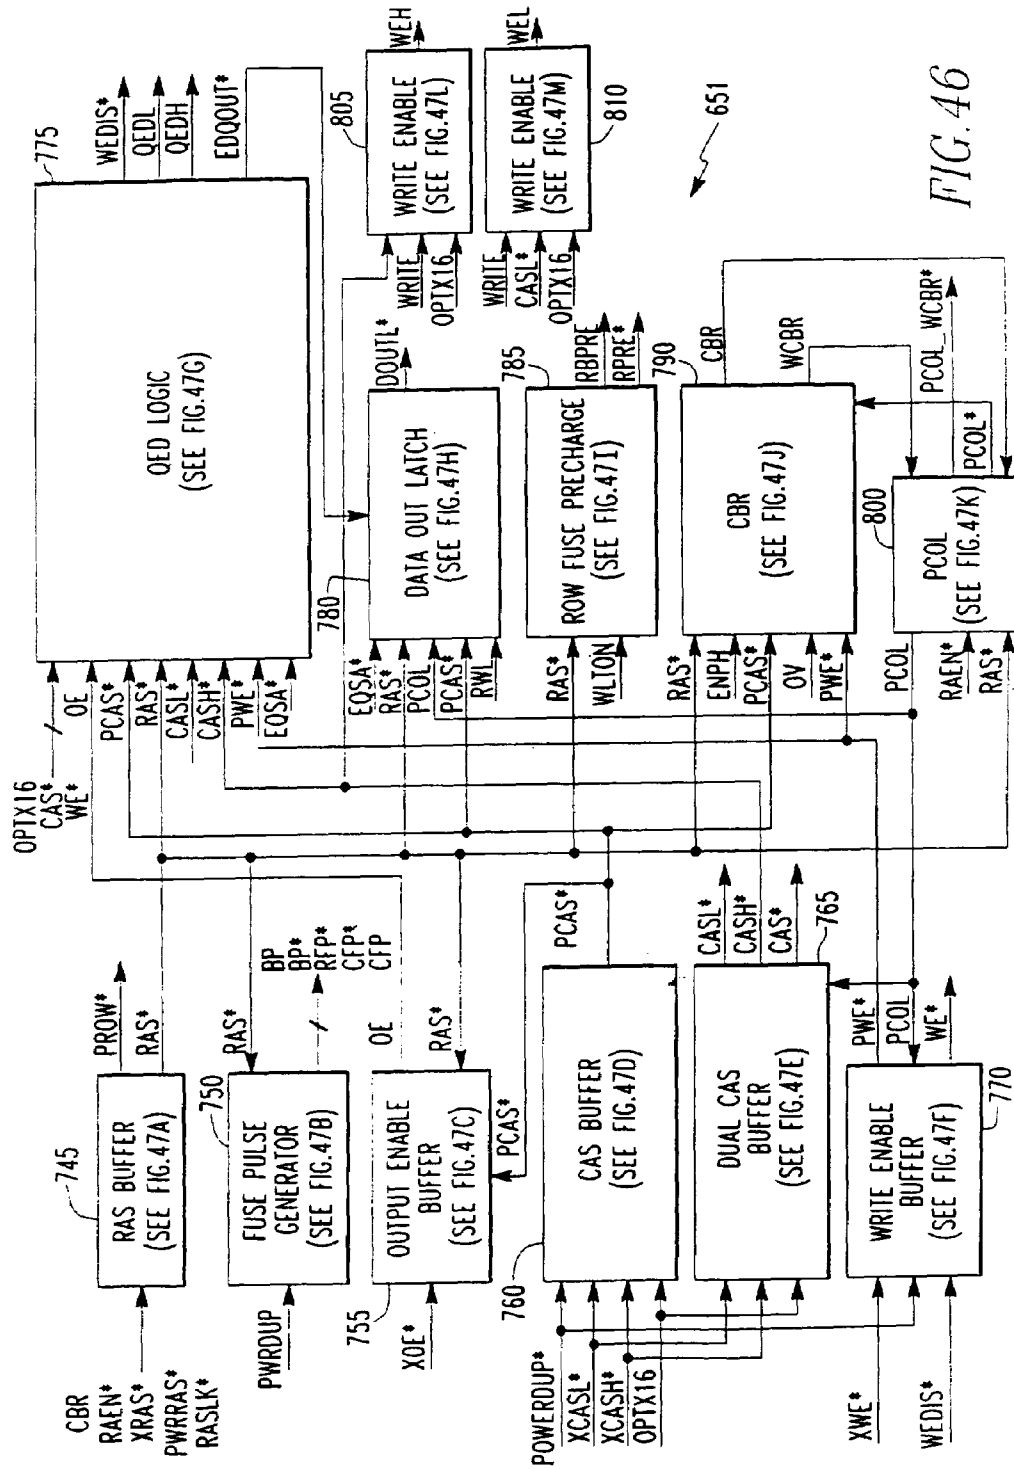 745
RAS BUFFER
(SEE FIG.47A)
CBR
RAEN*
XRAS*
PWRRAS*
RASLK*
PROW*
RAS*
750
FUSE PULSE
GENERATOR
(SEE FIG.47B)
PWRDUP
RAS*
BP
BP*
RFP*
CFP*
CFP
755
OUTPUT ENABLE
BUFFER
(SEE FIG.47C)
XOE*
OE
RAS*
PCAS*
760
CAS BUFFER
(SEE FIG.47D)
POWERDUP*
XCASL*
XCASH*
OPTX16
PCAS*
765
DUAL CAS
BUFFER
(SEE FIG.47E)
CASL*
CASH*
CAS*
770
WRITE ENABLE
BUFFER
(SEE FIG.47F)
XWE*
WEDIS*
PWE*
PCOL
WE*
775
QED LOGIC
(SEE FIG.47G)
OPTX16
CAS*
WE*
OE
PCAS*
RAS*
CASL*
CASH*
PWE*
EQSA*
WEDIS*
QEDL
QEDH
EDQOUT*
780
DATA OUT LATCH
(SEE FIG.47H)
EQSA*
RAS*
PCOL
PCAS*
RWL
DOUTL*
785
ROW FUSE PRECHARGE
(SEE FIG.47I)
RAS*
WLTON
RBPRE
RPRE*
790
CBR
(SEE FIG.47J)
RAS*
ENPH
PCAS*
OV
PWE*
CBR
WCBR
800
PCOL
(SEE FIG.47K)
PCOL
RAEN*
RAS*
PCOL_WCBR*
PCOL*
805
WRITE ENABLE
(SEE FIG.47L)
WRITE
OPTX16
WEH
810
WRITE ENABLE
(SEE FIG.47M)
WRITE
CASL*
OPTX16
WEL
651
FIG. 46